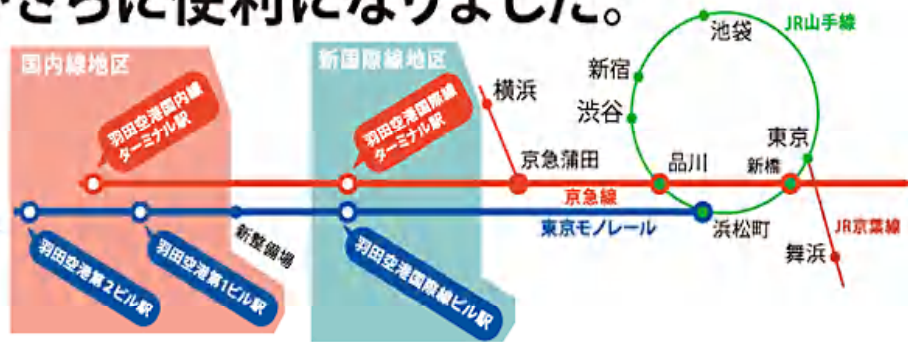 さらに便利になりました。
国内線地区
新国際線地区
羽田空港国内線
ターミナル駅
羽田空港国際線
ターミナル駅
横浜
京急蒲田
京急線
東京モノレール
新整備場
羽田空港第2ビル駅
羽田空港第1ビル駅
羽田空港国際線ビル駅
池袋
JR山手線
新宿
渋谷
東京
品川
新橋
浜松町
JR京葉線
舞浜